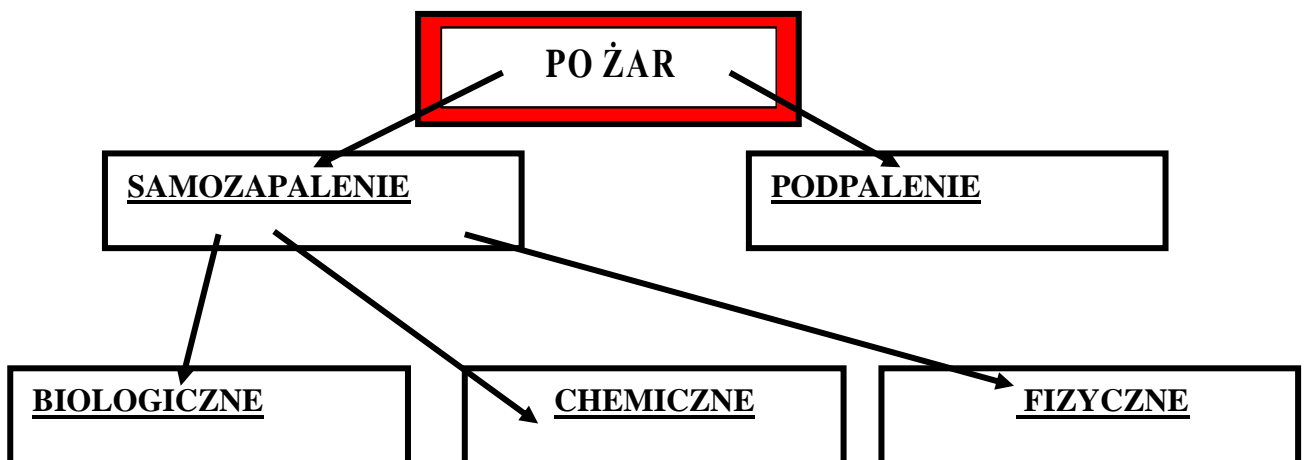 PO ŻAR
SAMOZAPALENIE
PODPALENIE
BIOLOGICZNE
CHEMICZNE
FIZYCZNE